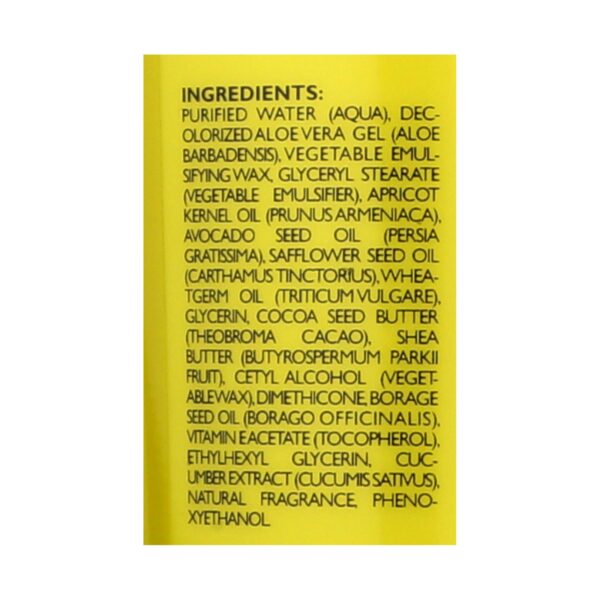 INGREDIENTS:
PURIFIED WATER (AQUA), DEC-
OLORIZED ALOE VERA GEL (ALOE
BARBADENSIS), VEGETABLE EMUL-
SIFYING WAX, GLYCERYL STEARATE
(VEGETABLE EMULSIFIER), APRICOT
KERNEL OIL (PRUNUS ARMENIACA),
AVOCADO SEED OIL (PERSIA
GRATISSIMA), SAFFLOWER SEED OIL
(CARTHAMUS TINCTORIUS), WHEA-
TGERM OIL (TRITICUM VULGARE),
GLYCERIN, COCOA SEED BUTTER
(THEOBROMA CACAO), SHEA
BUTTER (BUTYROSPERMUM PARKII
FRUIT), CETYL ALCOHOL (VEGET-
ABLE WAX), DIMETHICONE, BORAGE
SEED OIL (BORAGO OFFICINALIS),
VITAMIN E ACETATE (TOCOPHEROL),
ETHYLHEXYL GLYCERIN, CUC-
UMBER EXTRACT (CUCUMIS SATIVUS),
NATURAL FRAGRANCE, PHENO-
XYETHANOL